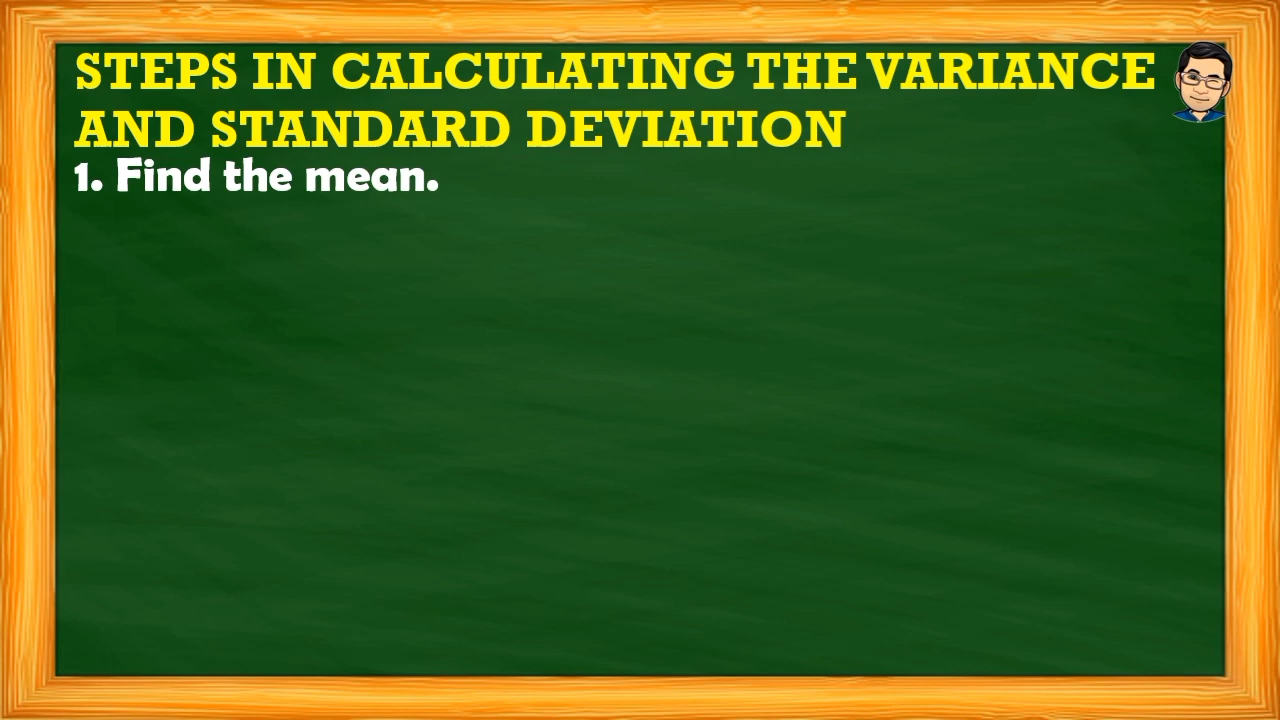 STEPS IN CALCULATING THE VARIANCE
AND STANDARD DEVIATION
1. Find the mean.